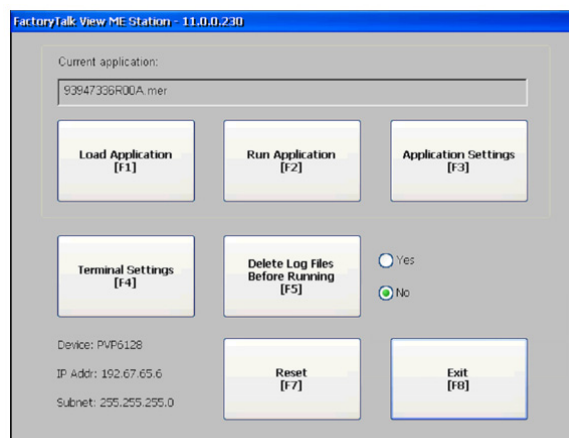 FactoryTalk View ME Station - 11.0.0.230
Current application:
93947336R00A.mer
Load Application
[F1]
Run Application
[F2]
Application Settings
[F3]
Terminal Settings
[F4]
Delete Log Files
Before Running
[F5]
Yes
No
Device: PVP6128
IP Addr: 192.67.65.6
Subnet: 255.255.255.0
Reset
[F7]
Exit
[F8]